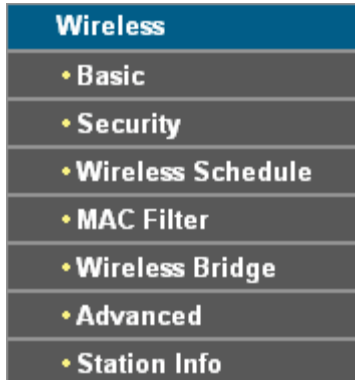 Wireless
• Basic
• Security
• Wireless Schedule
• MAC Filter
• Wireless Bridge
• Advanced
• Station Info